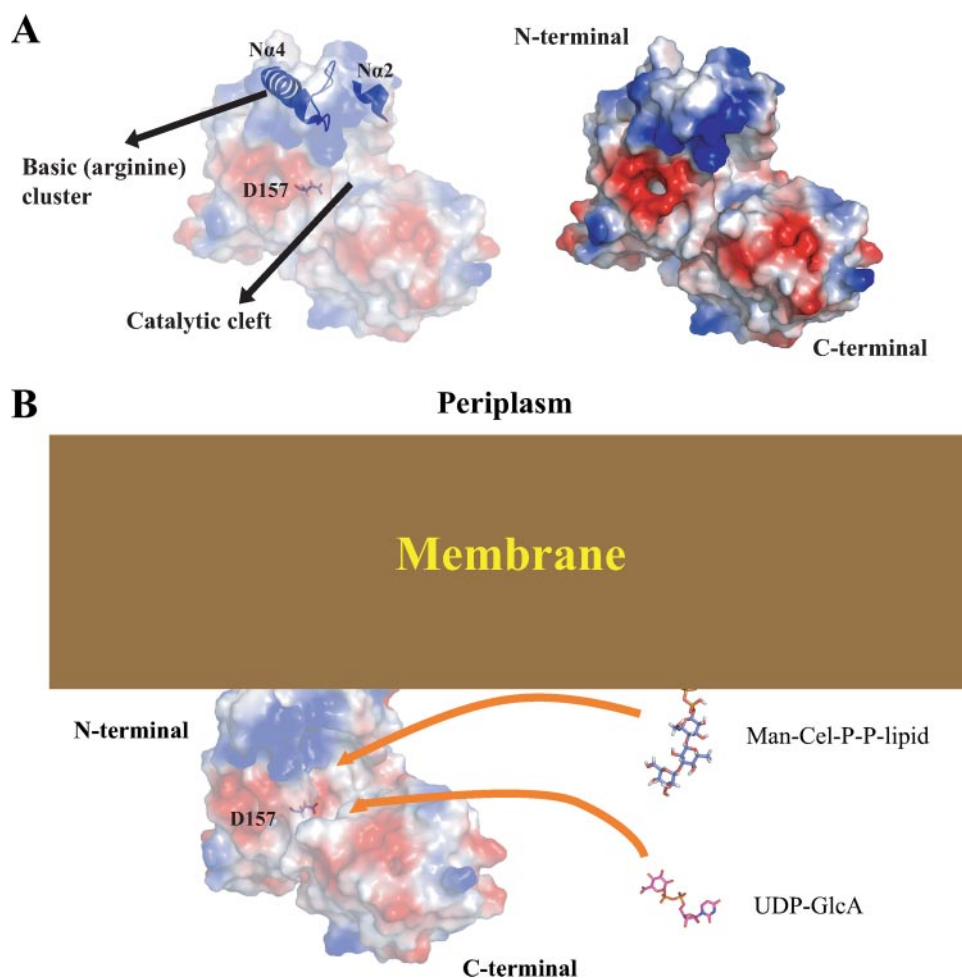 A
Nα4
Nα2
N-terminal
Basic (arginine)
cluster
D157
Catalytic cleft
C-terminal
B
Periplasm
Membrane
N-terminal
Man-Cel-P-P-lipid
D157
UDP-GlcA
C-terminal